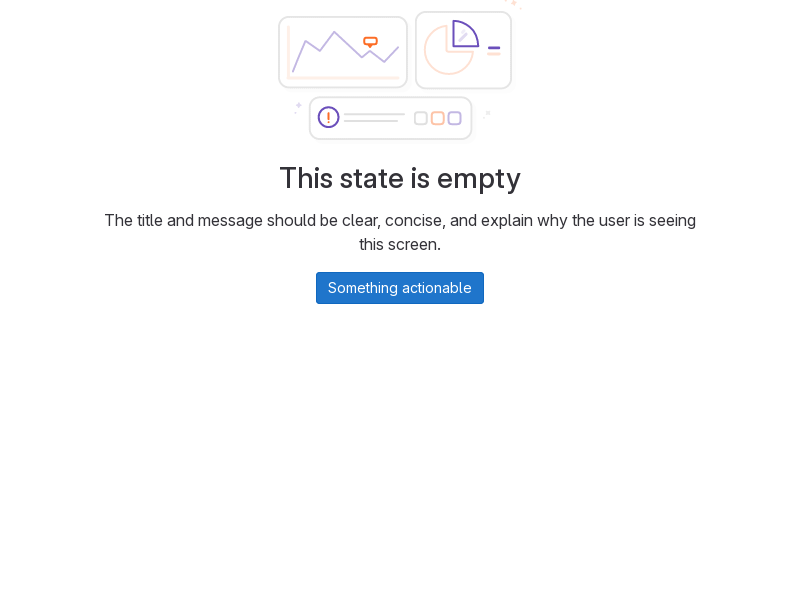 This state is empty
The title and message should be clear, concise, and explain why the user is seeing
this screen.
Something actionable